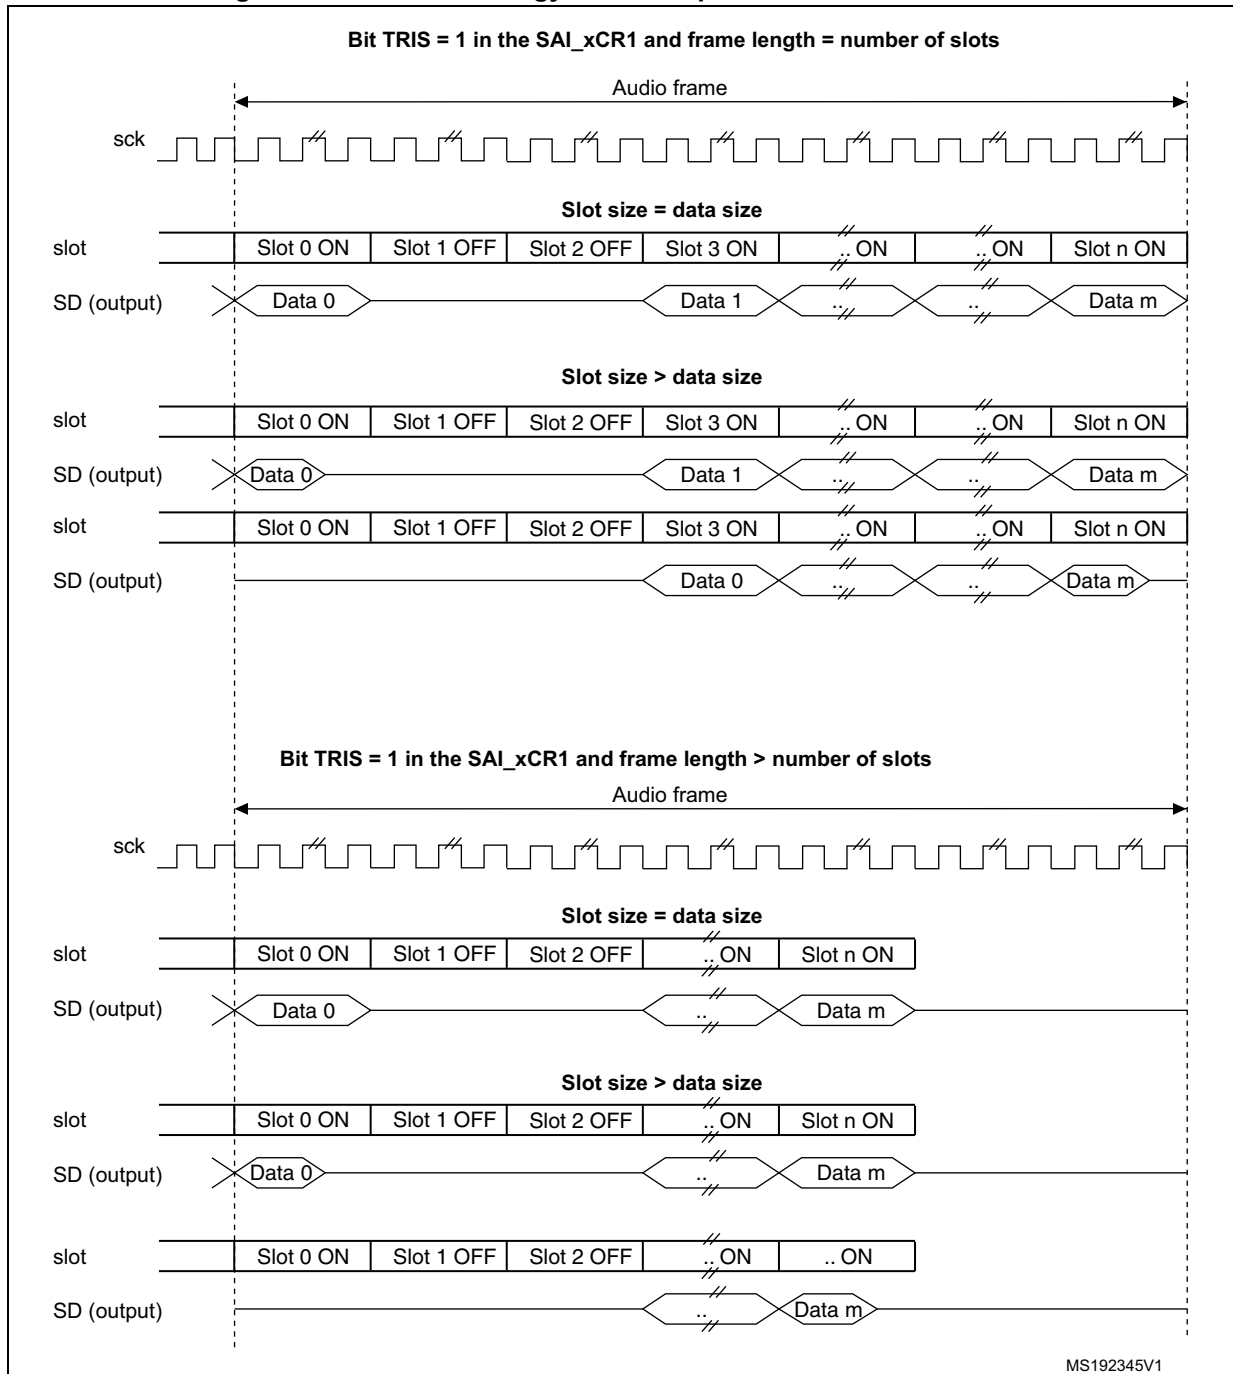 Bit TRIS = 1 in the SAI_xCR1 and frame length = number of slots
Audio frame
sck
Slot size = data size
slot Slot 0 ON Slot 1 OFF Slot 2 OFF Slot 3 ON .. ON .. ON Slot n ON
SD (output) Data 0 Data 1 .. .. Data m
Slot size > data size
slot Slot 0 ON Slot 1 OFF Slot 2 OFF Slot 3 ON .. ON .. ON Slot n ON
SD (output) Data 0 Data 1 .. .. Data m
slot Slot 0 ON Slot 1 OFF Slot 2 OFF Slot 3 ON .. ON .. ON Slot n ON
SD (output) Data 0 .. .. Data m
Bit TRIS = 1 in the SAI_xCR1 and frame length > number of slots
Audio frame
sck
Slot size = data size
slot Slot 0 ON Slot 1 OFF Slot 2 OFF .. ON Slot n ON
SD (output) Data 0 .. Data m
Slot size > data size
slot Slot 0 ON Slot 1 OFF Slot 2 OFF .. ON Slot n ON
SD (output) Data 0 .. Data m
slot Slot 0 ON Slot 1 OFF Slot 2 OFF .. ON .. ON
SD (output) .. Data m
MS192345V1